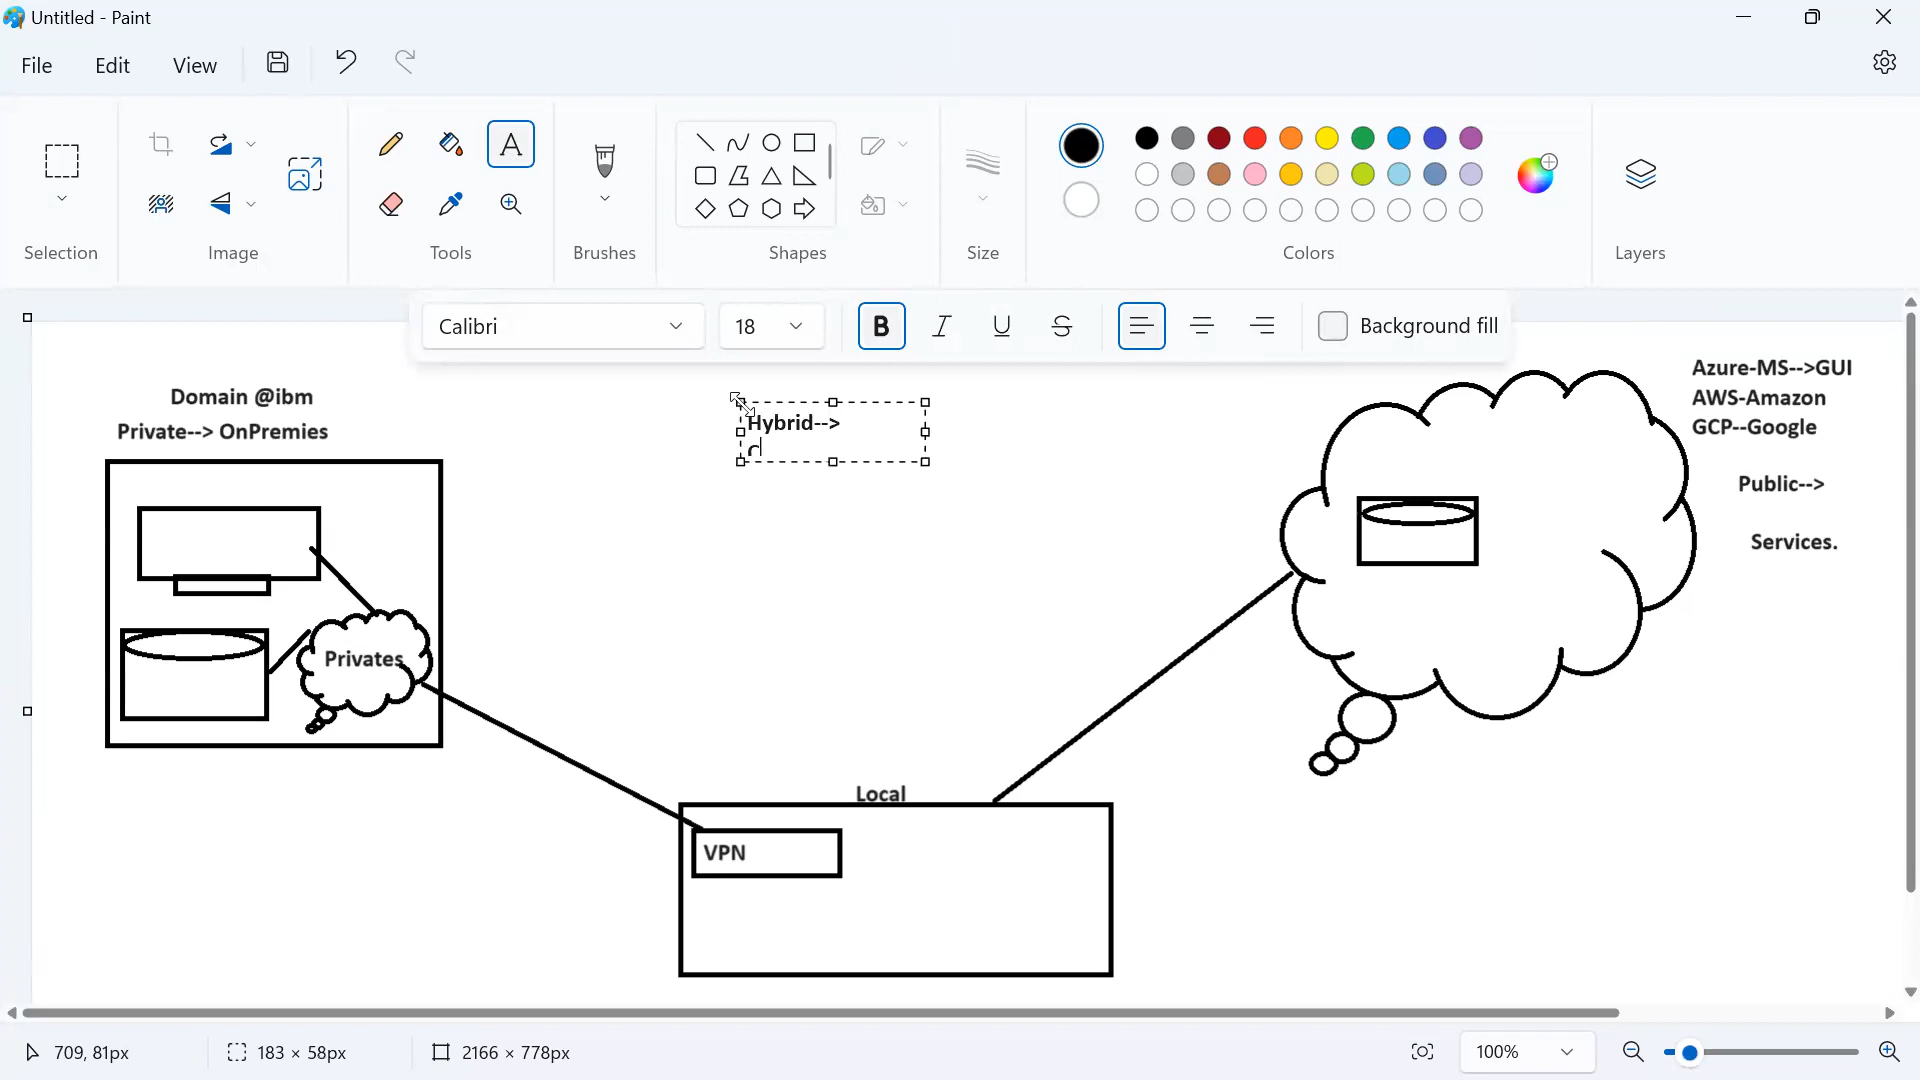 Untitled - Paint
File
Edit
View
Selection
Image
Tools
Brushes
Shapes
Size
Colors
Layers
Calibri
18
B
I
U
Background fill
Domain @ibm
Private--> OnPremies
Privates
Hybrid-->
C
Local
VPN
Azure-MS-->GUI
AWS-Amazon
GCP--Google
Public-->
Services.
709, 81px
183 × 58px
2166 × 778px
100%